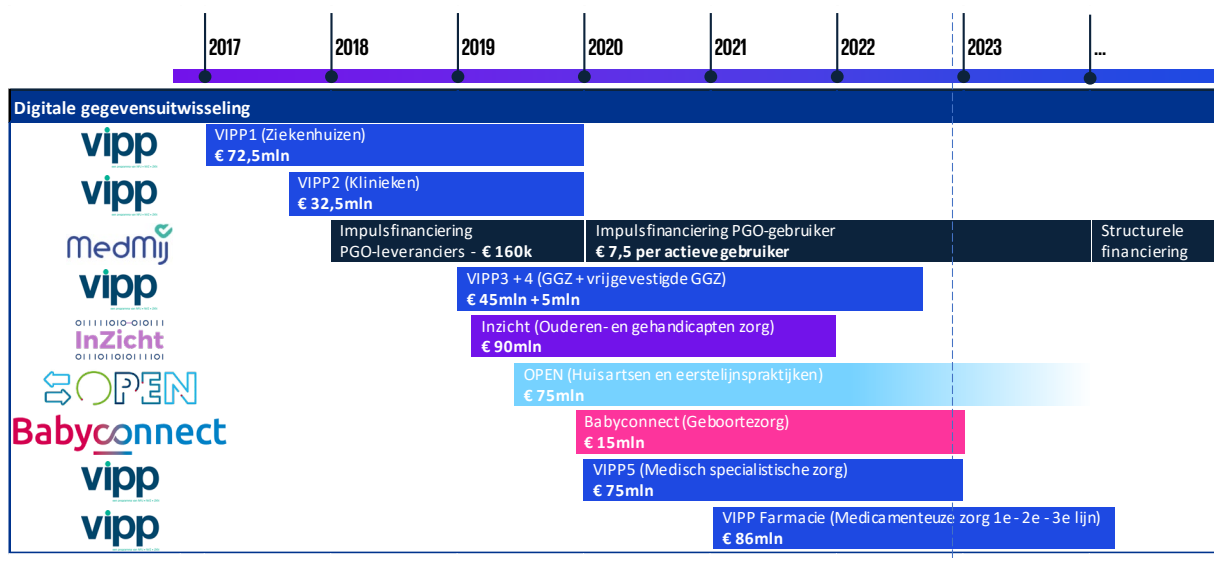 2017 2018 2019 2020 2021 2022 2023 ...
Digitale gegevensuitwisseling
vipp
VIPP1 (Ziekenhuizen)
€ 72,5mln
vipp
VIPP2 (Klinieken)
€ 32,5mln
MedMij
Impulsfinanciering
PGO-leveranciers - € 160k
Impulsfinanciering PGO-gebruiker
€ 7,5 per actieve gebruiker
Structurele
financiering
vipp
VIPP3 + 4 (GGZ + vrijgevestigde GGZ)
€ 45mln + 5mln
InZicht
Inzicht (Ouderen- en gehandicapten zorg)
€ 90mln
OPEN
OPEN (Huisartsen en eerstelijnspraktijken)
€ 75mln
Babyconnect
Babyconnect (Geboortezorg)
€ 15mln
vipp
VIPP5 (Medisch specialistische zorg)
€ 75mln
vipp
VIPP Farmacie (Medicamenteuze zorg 1e - 2e - 3e lijn)
€ 86mln